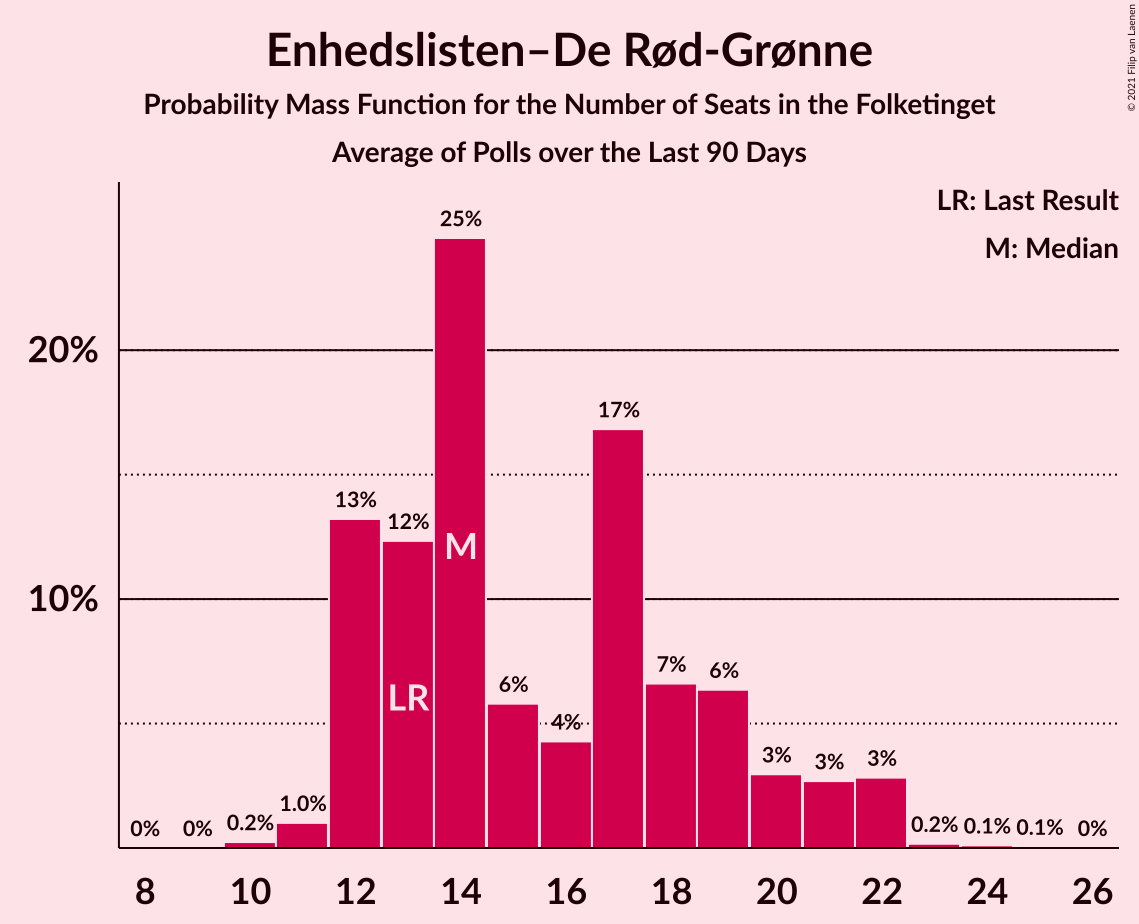 Enhedslisten–De Rød-Grønne
Probability Mass Function for the Number of Seats in the Folketinget
Average of Polls over the Last 90 Days
© 2021 Filip van Laenen
LR: Last Result
M: Median
20%
10%
0%
0%
0.2%
1.0%
13%
12%
25%
6%
4%
17%
7%
6%
3%
3%
3%
0.2%
0.1%
0.1%
0%
LR
M
8 10 12 14 16 18 20 22 24 26